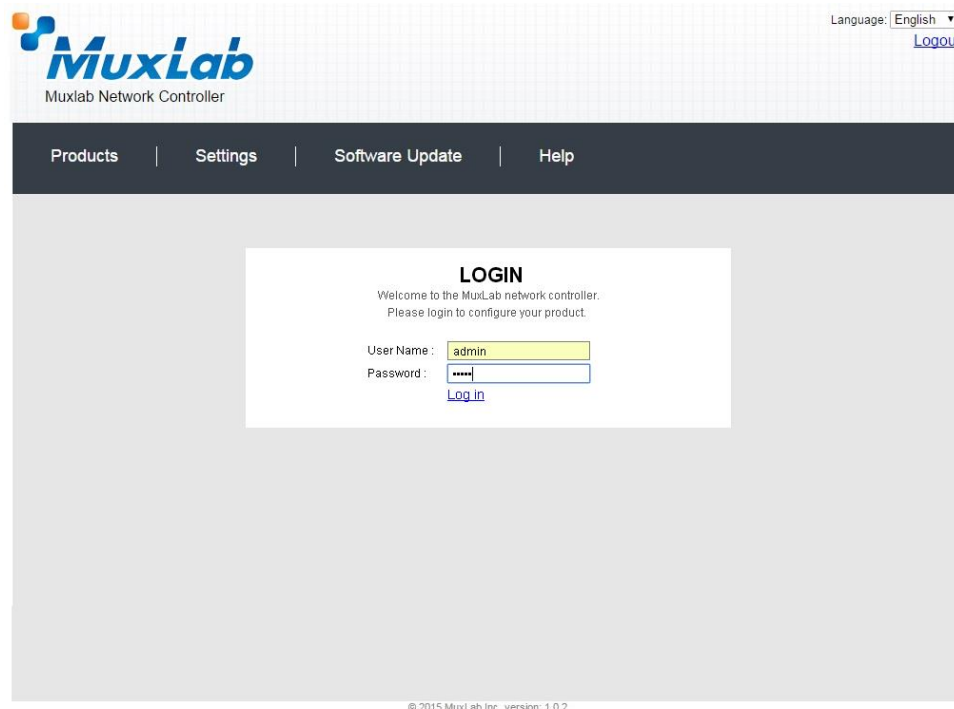 Language: English
Logou
MuxLab
Muxlab Network Controller
Products | Settings | Software Update | Help
LOGIN
Welcome to the MuxLab network controller.
Please login to configure your product.
User Name : admin
Password : •••••
Log in
© 2015 MuxLab Inc. version: 1.0.2